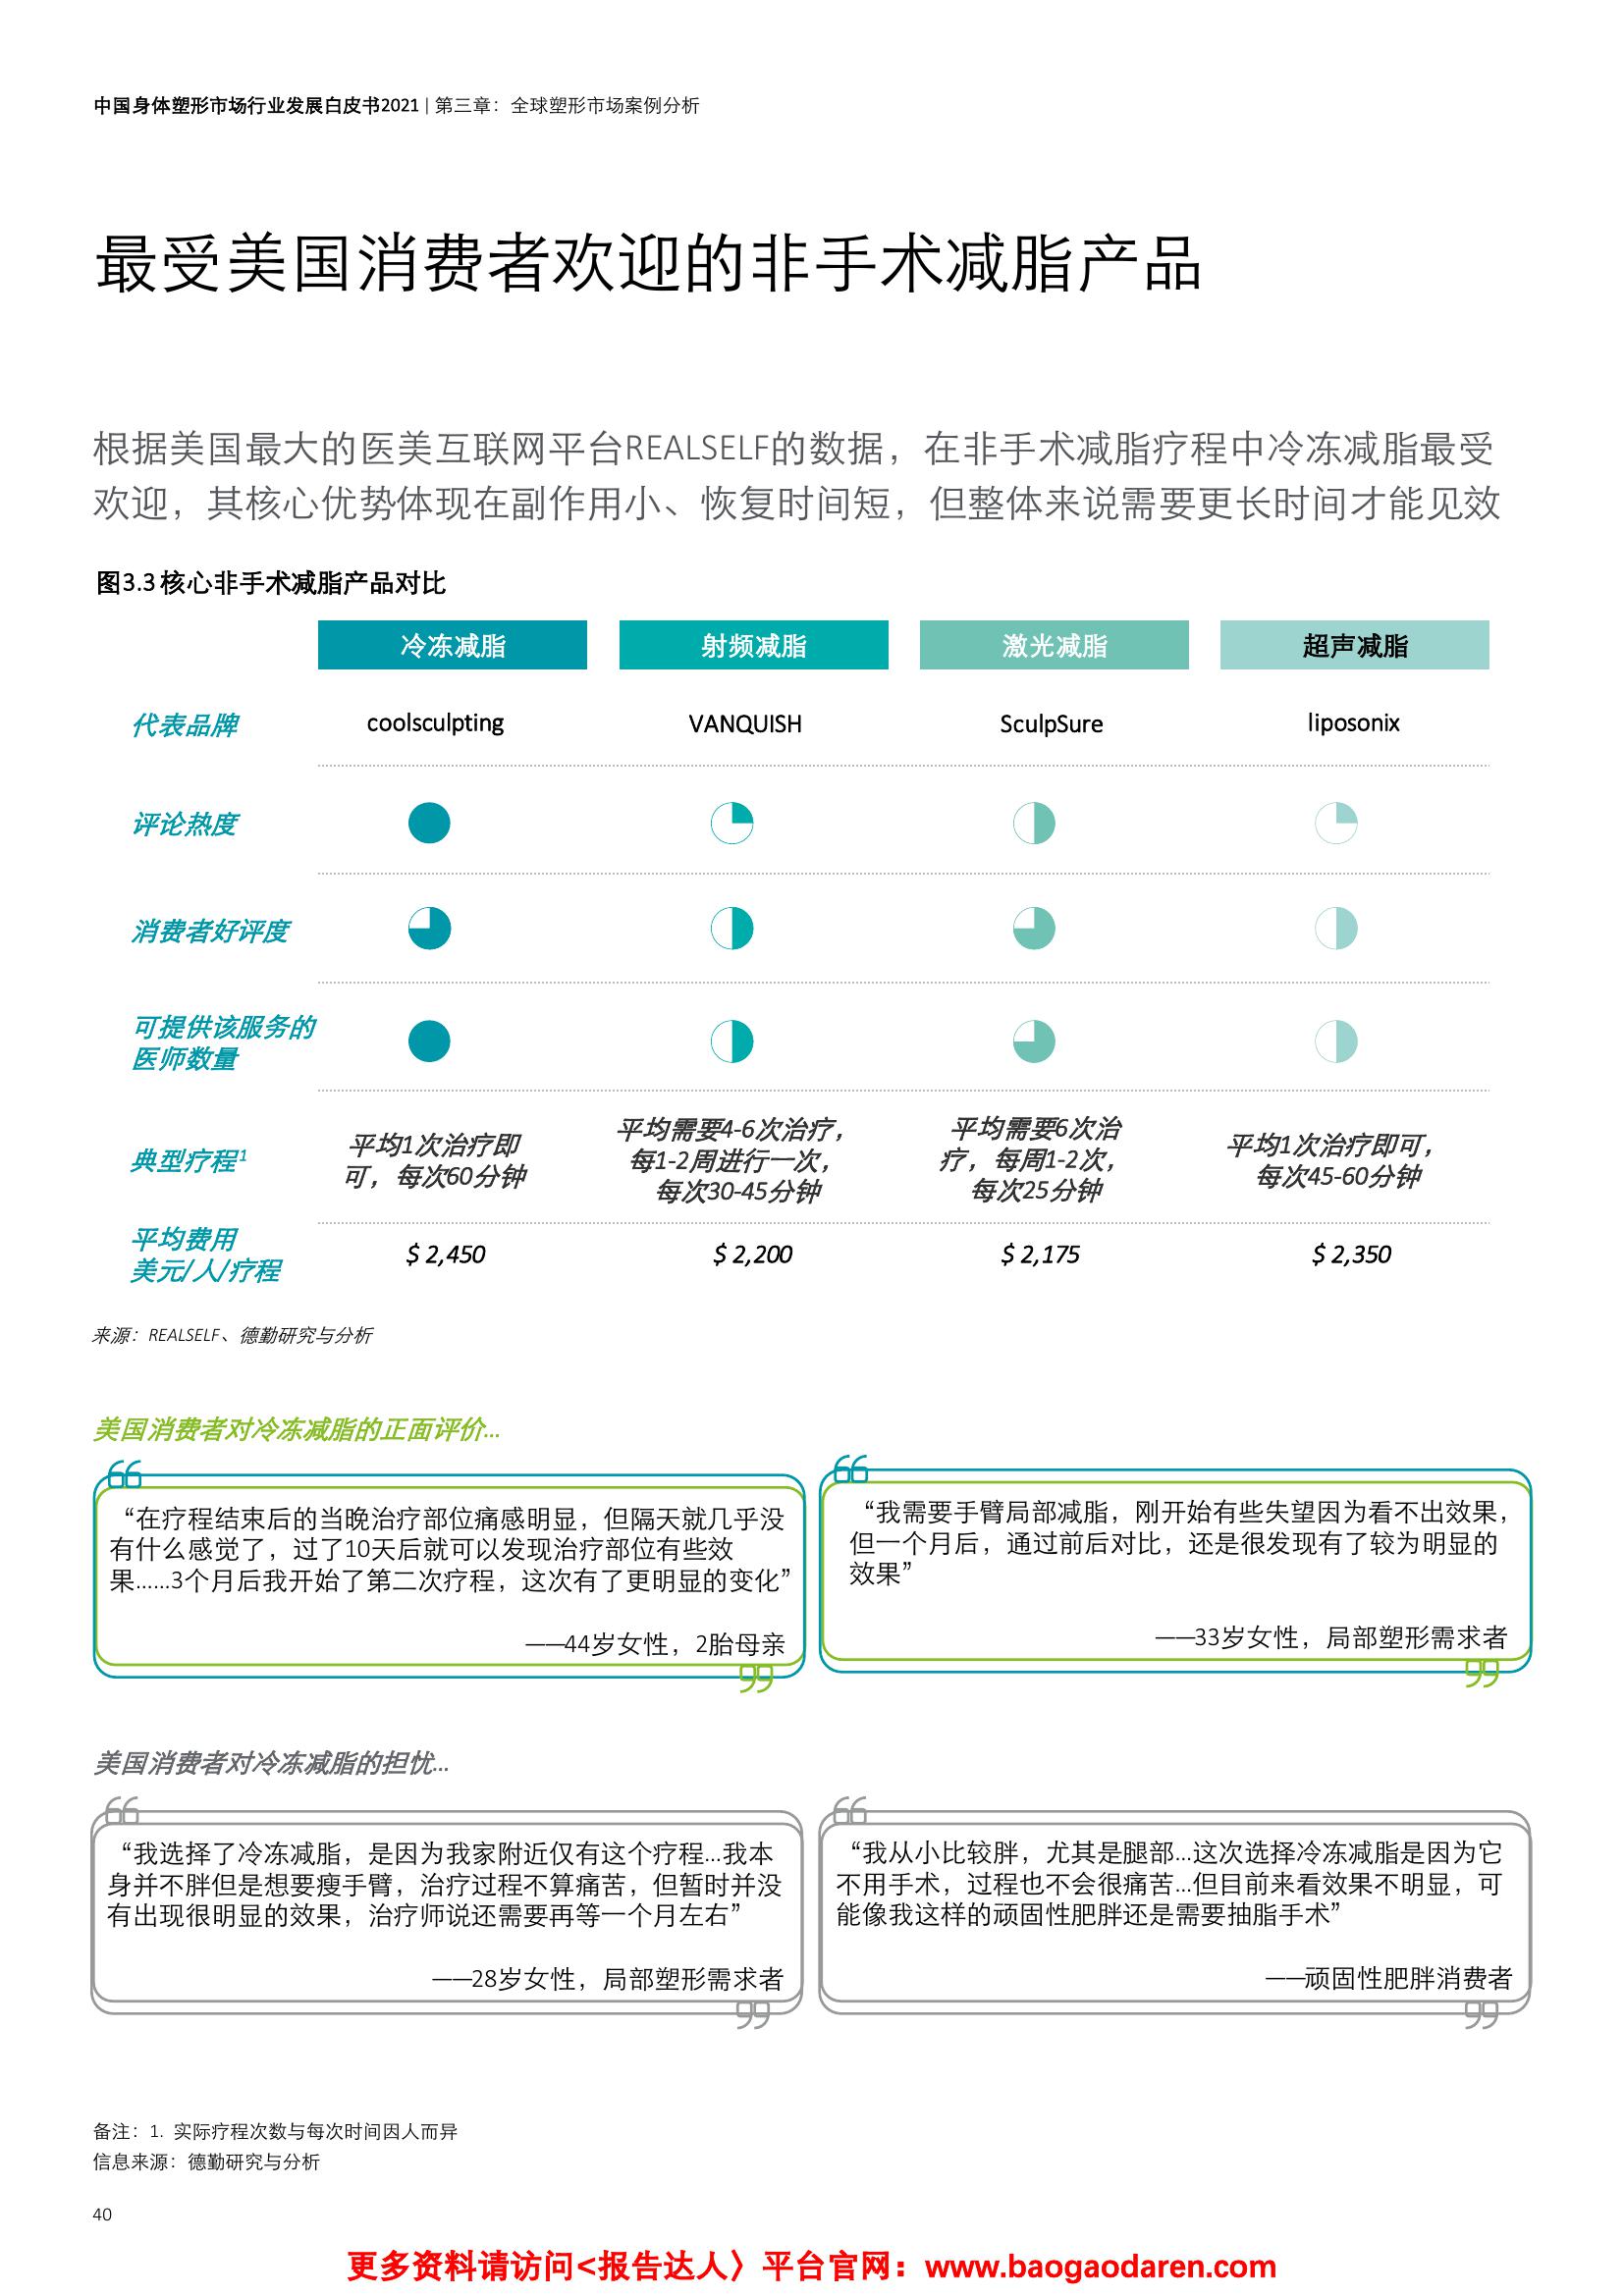 中国身体塑形市场行业发展白皮书2021 | 第三章：全球塑形市场案例分析
最受美国消费者欢迎的非手术减脂产品
根据美国最大的医美互联网平台REALSELF的数据，在非手术减脂疗程中冷冻减脂最受
欢迎，其核心优势体现在副作用小、恢复时间短，但整体来说需要更长时间才能见效
图3.3 核心非手术减脂产品对比
冷冻减脂 射频减脂 激光减脂 超声减脂
代表品牌 coolsculpting VANQUISH SculpSure liposonix
评论热度
消费者好评度
可提供该服务的
医师数量
典型疗程1
平均1次治疗即
可，每次60分钟
平均需要4-6次治疗，
每1-2周进行一次，
每次30-45分钟
平均需要6次治
疗，每周1-2次，
每次25分钟
平均1次治疗即可，
每次45-60分钟
平均费用
美元/人/疗程
$ 2,450 $ 2,200 $ 2,175 $ 2,350
来源：REALSELF、德勤研究与分析
美国消费者对冷冻减脂的正面评价...
“在疗程结束后的当晚治疗部位痛感明显，但隔天就几乎没
有什么感觉了，过了10天后就可以发现治疗部位有些效
果......3个月后我开始了第二次疗程，这次有了更明显的变化”
——44岁女性，2胎母亲
“我需要手臂局部减脂，刚开始有些失望因为看不出效果，
但一个月后，通过前后对比，还是很发现有了较为明显的
效果”
——33岁女性，局部塑形需求者
美国消费者对冷冻减脂的担忧...
“我选择了冷冻减脂，是因为我家附近仅有这个疗程...我本
身并不胖但是想要瘦手臂，治疗过程不算痛苦，但暂时并没
有出现很明显的效果，治疗师说还需要再等一个月左右”
——28岁女性，局部塑形需求者
“我从小比较胖，尤其是腿部...这次选择冷冻减脂是因为它
不用手术，过程也不会很痛苦...但目前来看效果不明显，可
能像我这样的顽固性肥胖还是需要抽脂手术”
——顽固性肥胖消费者
备注：1. 实际疗程次数与每次时间因人而异
信息来源：德勤研究与分析
40
更多资料请访问<报告达人〉平台官网：www.baogaodaren.com